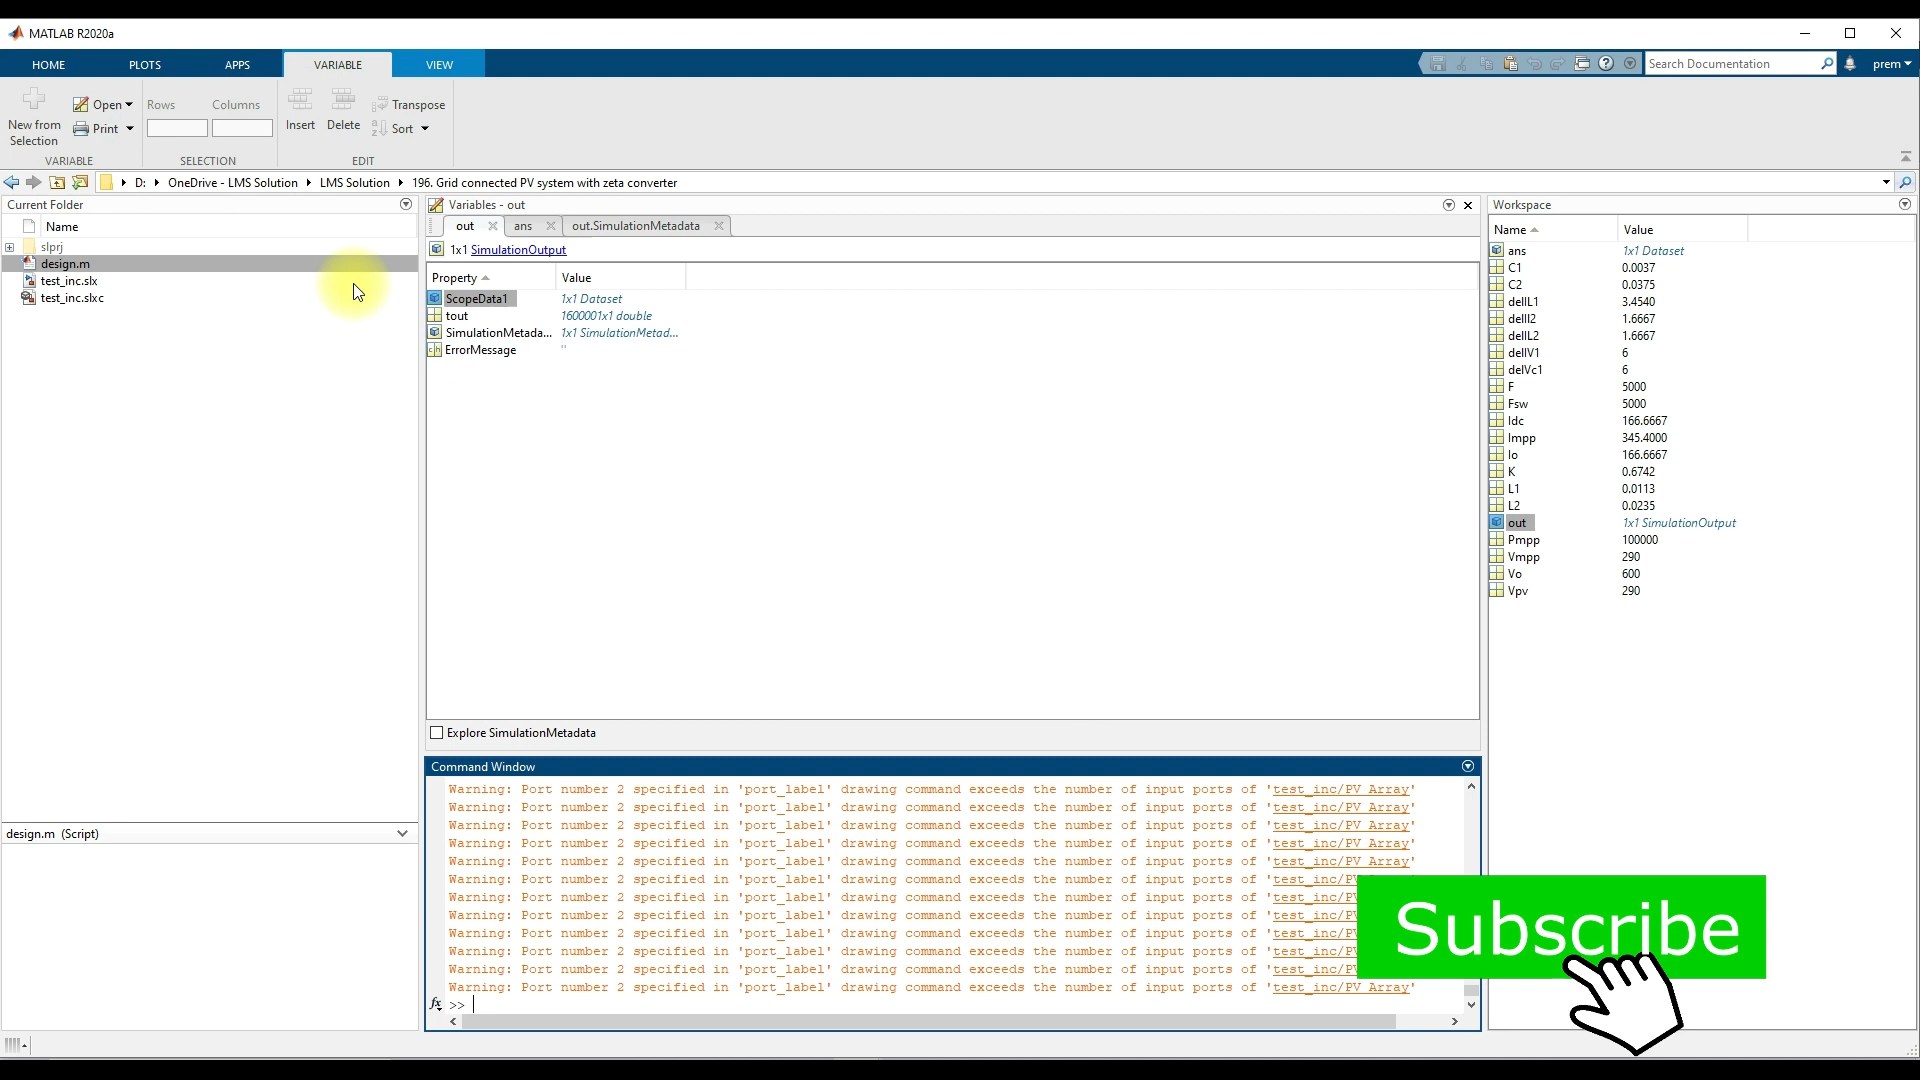 MATLAB R2020a
HOME PLOTS APPS VARIABLE VIEW
Search Documentation prem
New from Selection
Open
Print
VARIABLE
Rows Columns
SELECTION
Insert Delete
Transpose
Sort
EDIT
D: OneDrive - LMS Solution LMS Solution 196. Grid connected PV system with zeta converter
Current Folder
Name
slprj
design.m
test_inc.slx
test_inc.slxc
design.m (Script)
Variables - out
out ans out.SimulationMetadata
1x1 SimulationOutput
Property Value
ScopeData1 1x1 Dataset
tout 1600001x1 double
SimulationMetada... 1x1 SimulationMetad...
ErrorMessage ''
Explore SimulationMetadata
Command Window
Warning: Port number 2 specified in 'port_label' drawing command exceeds the number of input ports of 'test_inc/PV Array'
Warning: Port number 2 specified in 'port_label' drawing command exceeds the number of input ports of 'test_inc/PV Array'
Warning: Port number 2 specified in 'port_label' drawing command exceeds the number of input ports of 'test_inc/PV Array'
Warning: Port number 2 specified in 'port_label' drawing command exceeds the number of input ports of 'test_inc/PV Array'
Warning: Port number 2 specified in 'port_label' drawing command exceeds the number of input ports of 'test_inc/PV Array'
Warning: Port number 2 specified in 'port_label' drawing command exceeds the number of input ports of 'test_inc/P
Warning: Port number 2 specified in 'port_label' drawing command exceeds the number of input ports of 'test_inc/P
Warning: Port number 2 specified in 'port_label' drawing command exceeds the number of input ports of 'test_inc/P
Warning: Port number 2 specified in 'port_label' drawing command exceeds the number of input ports of 'test_inc/P
Warning: Port number 2 specified in 'port_label' drawing command exceeds the number of input ports of 'test_inc/P
Warning: Port number 2 specified in 'port_label' drawing command exceeds the number of input ports of 'test_inc/P
Warning: Port number 2 specified in 'port_label' drawing command exceeds the number of input ports of 'test_inc/PV Array'
fx >>
Workspace
Name Value
ans 1x1 Dataset
C1 0.0037
C2 0.0375
dellL1 3.4540
dellI2 1.6667
dellL2 1.6667
dellV1 6
delVc1 6
F 5000
Fsw 5000
Idc 166.6667
Impp 345.4000
Io 166.6667
K 0.6742
L1 0.0113
L2 0.0235
out 1x1 SimulationOutput
Pmpp 100000
Vmpp 290
Vo 600
Vpv 290
Subscribe